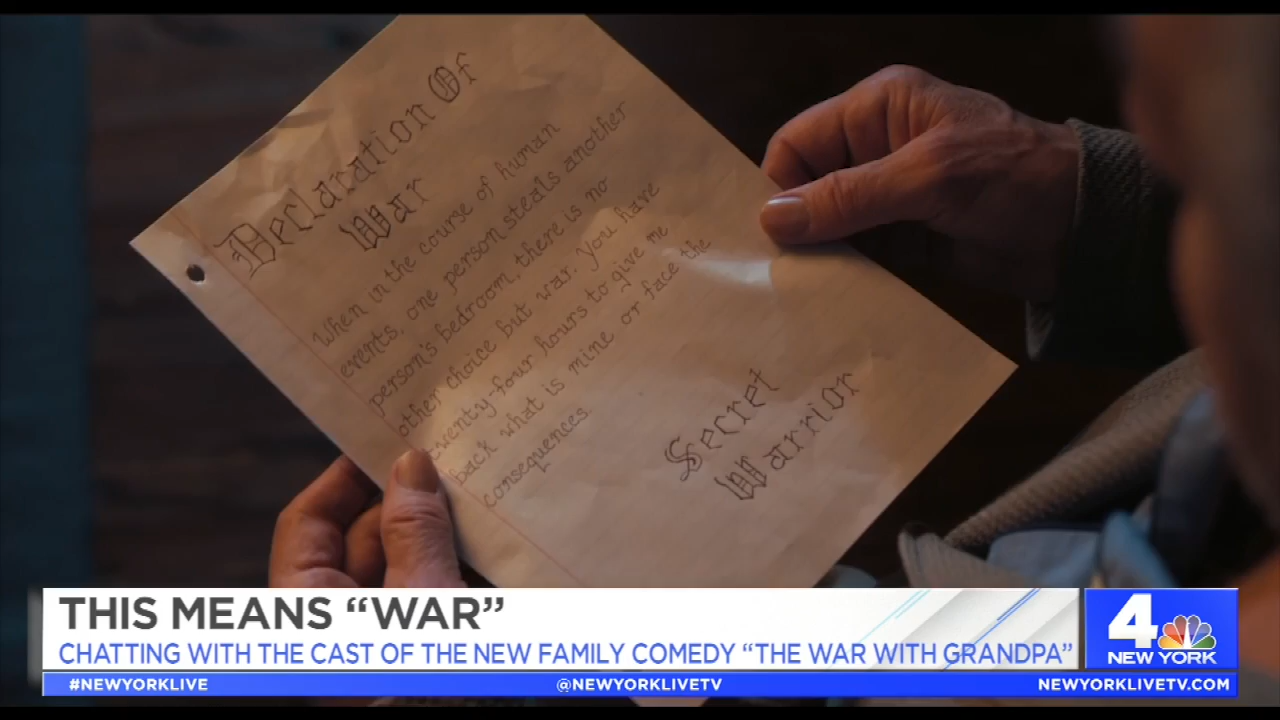 Declaration Of
War
When in the course of human
events, one person steals another
person's bedroom, there is no
other choice but war. You have
twenty-four hours to give me
back what is mine or face the
consequences.
Secret
Warrior
THIS MEANS “WAR”
CHATTING WITH THE CAST OF THE NEW FAMILY COMEDY “THE WAR WITH GRANDPA”
4
NEW YORK
#NEWYORKLIVE
@NEWYORKLIVETV
NEWYORKLIVETV.COM